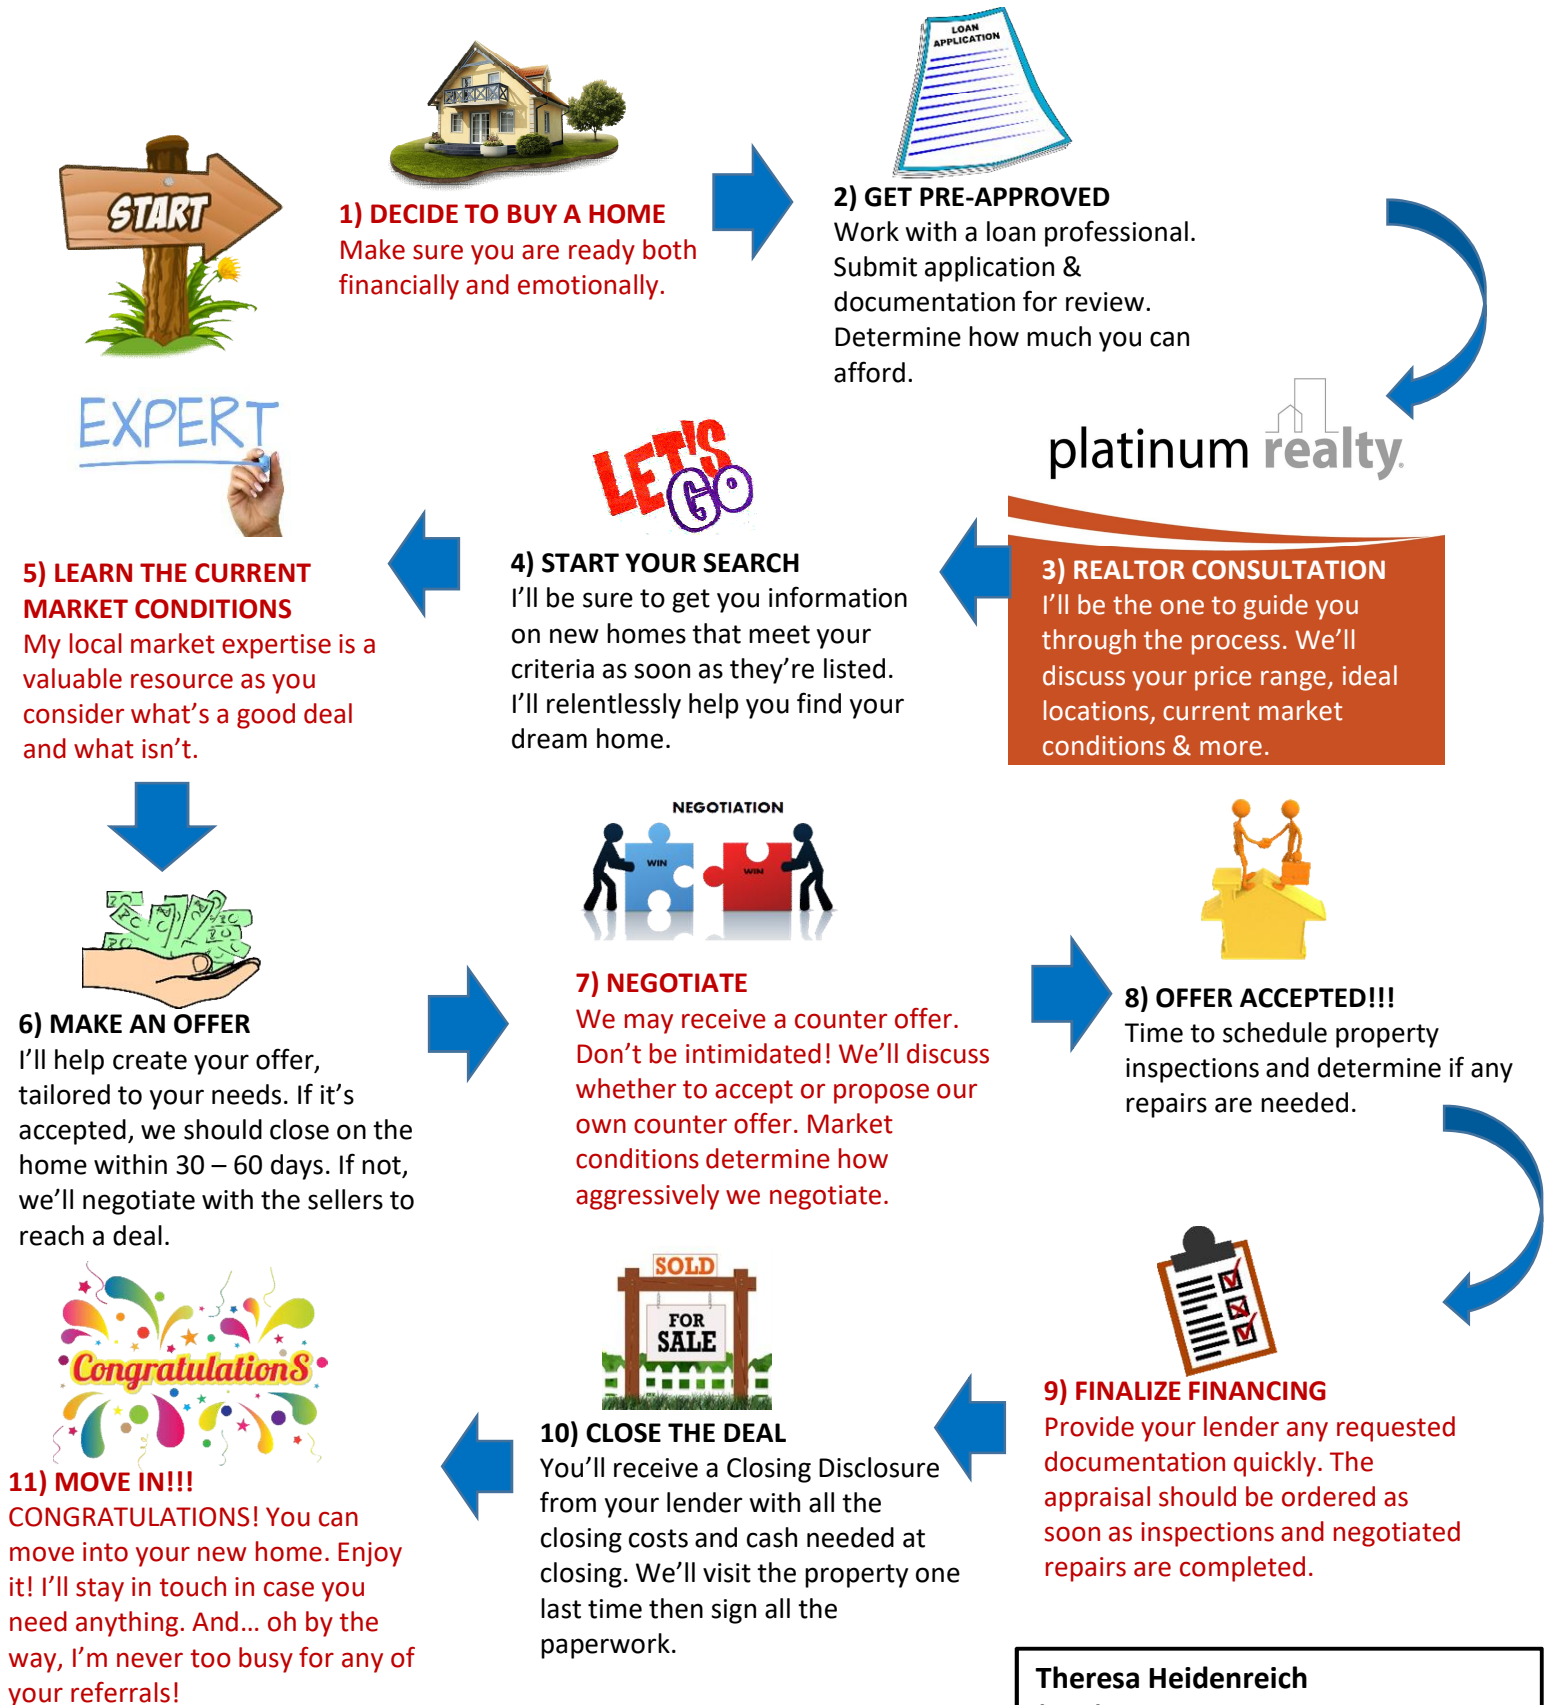 START
1) DECIDE TO BUY A HOME
Make sure you are ready both
financially and emotionally.
LOAN
APPLICATION
2) GET PRE-APPROVED
Work with a loan professional.
Submit application &
documentation for review.
Determine how much you can
afford.
platinum realty.
3) REALTOR CONSULTATION
I’ll be the one to guide you
through the process. We’ll
discuss your price range, ideal
locations, current market
conditions & more.
LET'S
GO
4) START YOUR SEARCH
I’ll be sure to get you information
on new homes that meet your
criteria as soon as they’re listed.
I’ll relentlessly help you find your
dream home.
EXPERT
5) LEARN THE CURRENT
MARKET CONDITIONS
My local market expertise is a
valuable resource as you
consider what’s a good deal
and what isn’t.
6) MAKE AN OFFER
I’ll help create your offer,
tailored to your needs. If it’s
accepted, we should close on the
home within 30 – 60 days. If not,
we’ll negotiate with the sellers to
reach a deal.
NEGOTIATION
WIN
WIN
7) NEGOTIATE
We may receive a counter offer.
Don’t be intimidated! We’ll discuss
whether to accept or propose our
own counter offer. Market
conditions determine how
aggressively we negotiate.
8) OFFER ACCEPTED!!!
Time to schedule property
inspections and determine if any
repairs are needed.
9) FINALIZE FINANCING
Provide your lender any requested
documentation quickly. The
appraisal should be ordered as
soon as inspections and negotiated
repairs are completed.
SOLD
FOR
SALE
10) CLOSE THE DEAL
You’ll receive a Closing Disclosure
from your lender with all the
closing costs and cash needed at
closing. We’ll visit the property one
last time then sign all the
paperwork.
CongratulationS
11) MOVE IN!!!
CONGRATULATIONS! You can
move into your new home. Enjoy
it! I’ll stay in touch in case you
need anything. And… oh by the
way, I’m never too busy for any of
your referrals!
Theresa Heidenreich